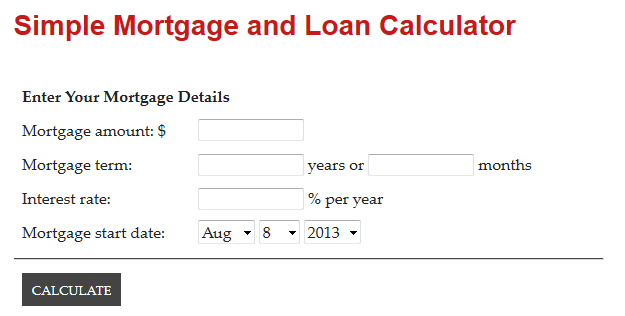 Simple Mortgage and Loan Calculator
Enter Your Mortgage Details
Mortgage amount: $
Mortgage term: years or months
Interest rate: % per year
Mortgage start date: Aug 8 2013
CALCULATE